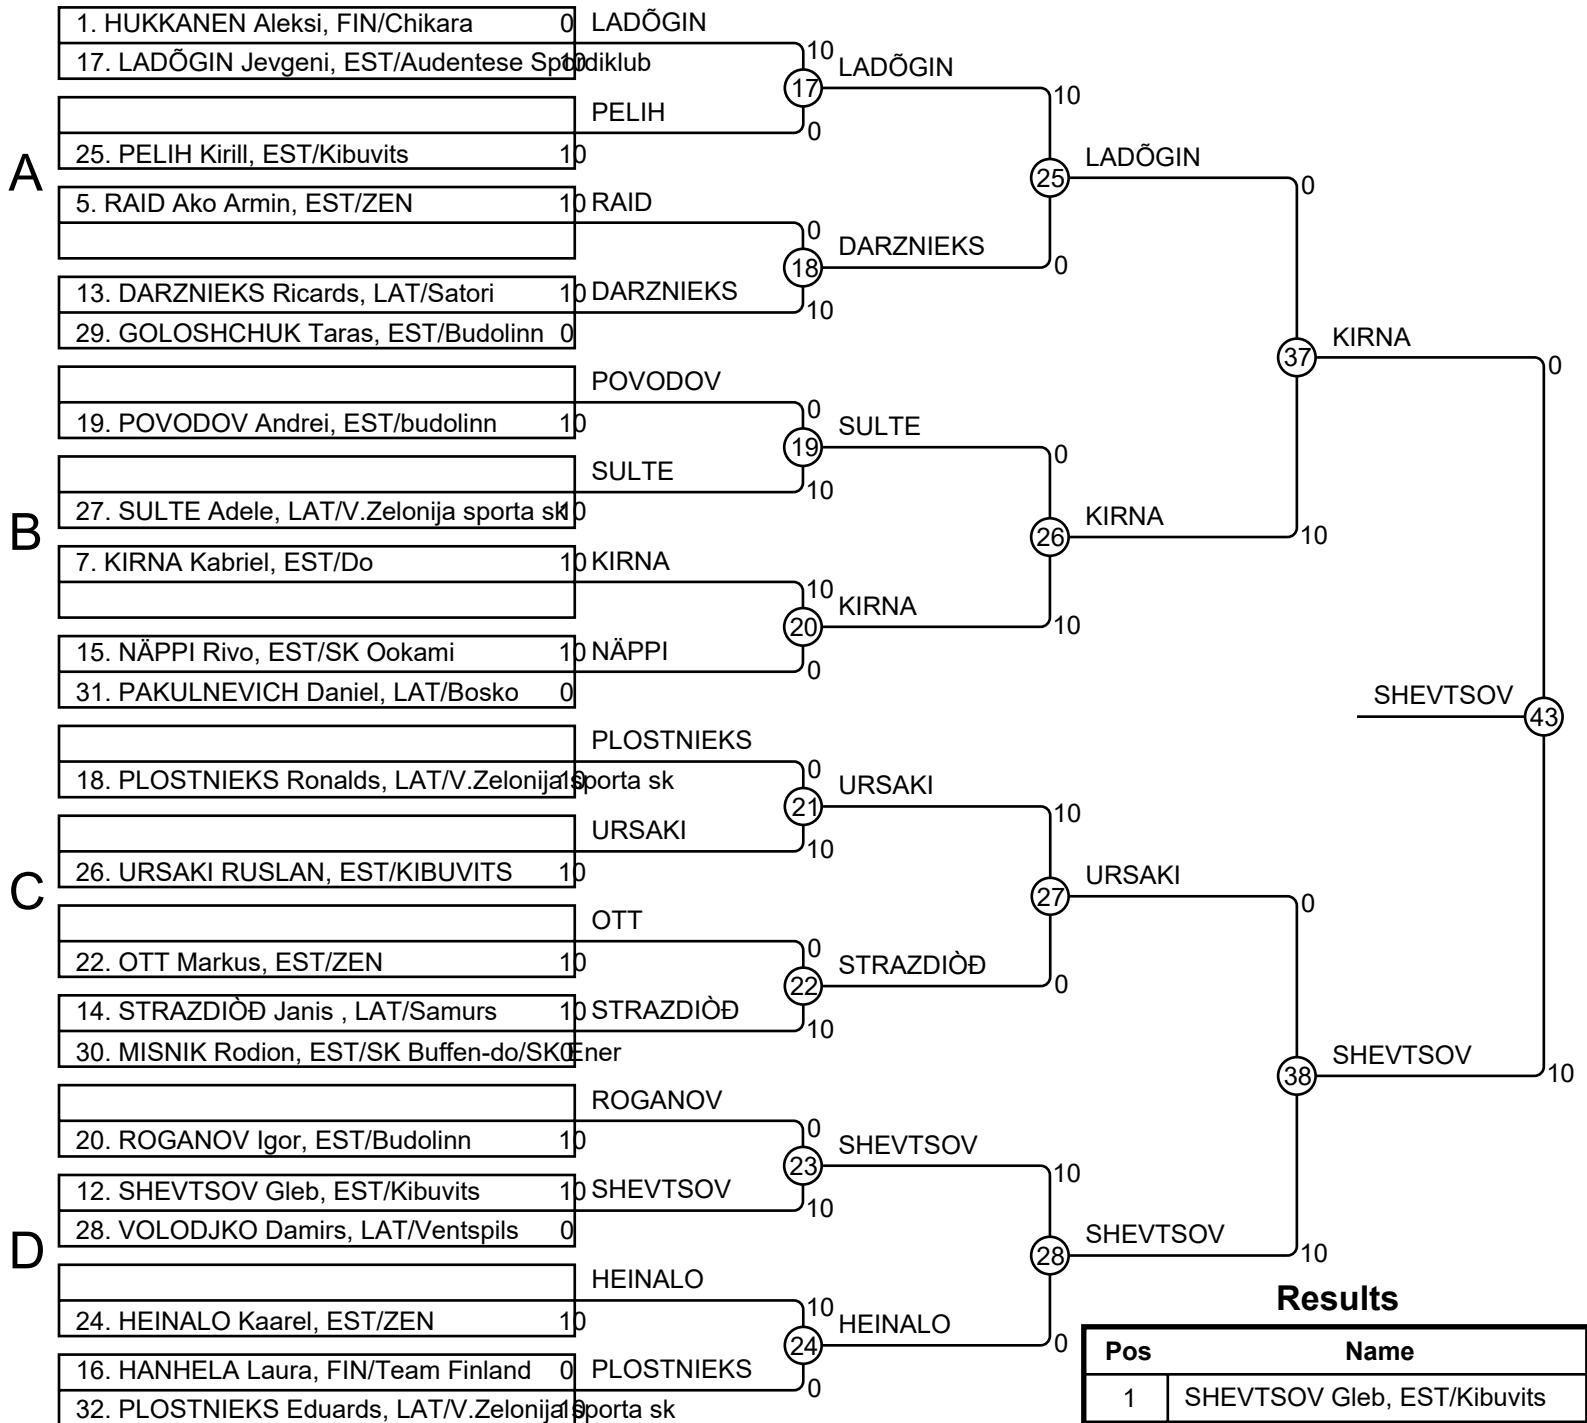 1. HUKKANEN Aleksi, FIN/Chikara 0 LADÕGIN
17. LADÕGIN Jevgeni, EST/Audentese Spordiklub 10
10
17
LADÕGIN
PELIH
0
10
25. PELIH Kirill, EST/Kibuvits 10
A
25
LADÕGIN
5. RAID Ako Armin, EST/ZEN 10 RAID
0
0
18
DARZNIEKS
0
13. DARZNIEKS Ricards, LAT/Satori 10 DARZNIEKS
10
29. GOLOSHCHUK Taras, EST/Budolinn 0
37
KIRNA
0
POVODOV
19. POVODOV Andrei, EST/budolinn 10
0
19
SULTE
0
SULTE
10
27. SULTE Adele, LAT/V.Zelonija sporta sk 10
B
26
KIRNA
10
7. KIRNA Kabriel, EST/Do 10 KIRNA
10
20
KIRNA
10
15. NÄPPI Rivo, EST/SK Ookami 10 NÄPPI
0
31. PAKULNEVICH Daniel, LAT/Bosko 0
SHEVTSOV
43
PLOSTNIEKS
18. PLOSTNIEKS Ronalds, LAT/V.Zelonija sporta sk 10
0
21
URSAKI
10
URSAKI
10
26. URSAKI RUSLAN, EST/KIBUVITS 10
C
27
URSAKI
0
OTT
22. OTT Markus, EST/ZEN 10
0
22
STRAZDIÒÐ
0
14. STRAZDIÒÐ Janis , LAT/Samurs 10 STRAZDIÒÐ
10
30. MISNIK Rodion, EST/SK Buffen-do/SK Ener 0
38
SHEVTSOV
10
ROGANOV
20. ROGANOV Igor, EST/Budolinn 10
0
23
SHEVTSOV
10
12. SHEVTSOV Gleb, EST/Kibuvits 10 SHEVTSOV
10
28. VOLODJKO Damirs, LAT/Ventspils 0
D
28
SHEVTSOV
10
HEINALO
24. HEINALO Kaarel, EST/ZEN 10
10
24
HEINALO
0
16. HANHELA Laura, FIN/Team Finland 0 PLOSTNIEKS
0
32. PLOSTNIEKS Eduards, LAT/V.Zelonija sporta sk 10
Results
Pos Name
1 SHEVTSOV Gleb, EST/Kibuvits